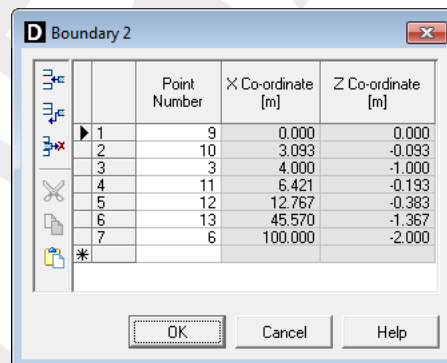 D Boundary 2
Point Number X Co-ordinate [m] Z Co-ordinate [m]
1 9 0.000 0.000
2 10 3.093 -0.093
3 3 4.000 -1.000
4 11 6.421 -0.193
5 12 12.767 -0.383
6 13 45.570 -1.367
7 6 100.000 -2.000
*
OK Cancel Help